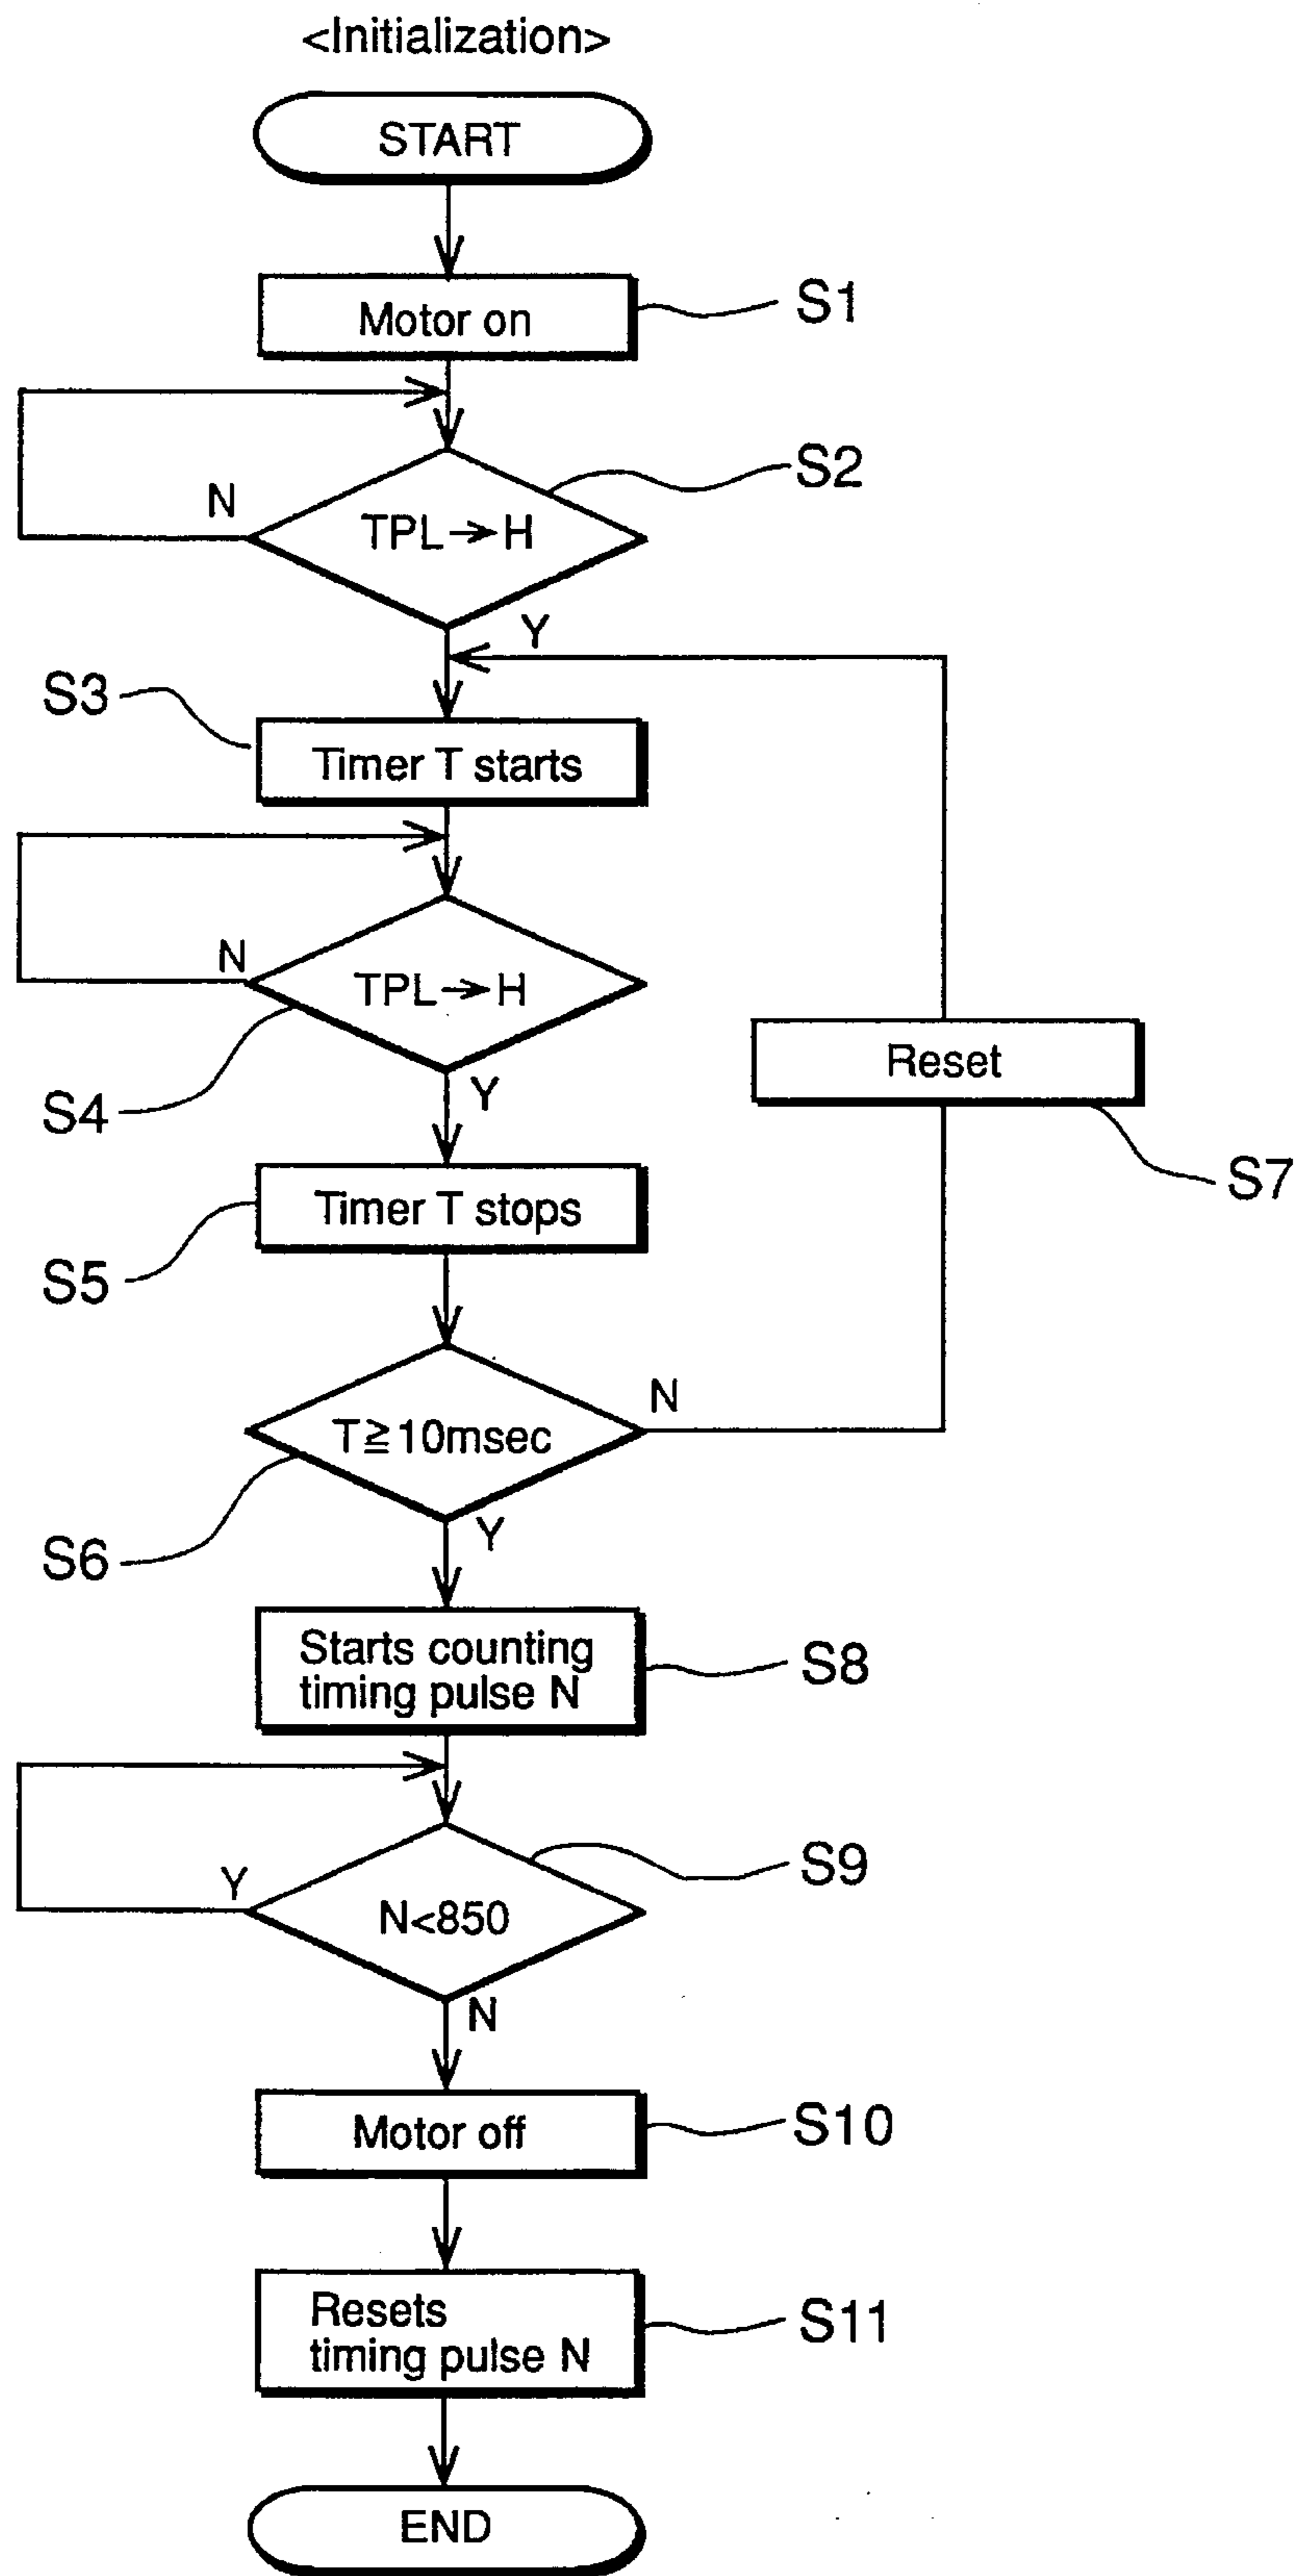 <Initialization>
START
Motor on
S1
S2
N
TPL→H
Y
S3
Timer T starts
N
TPL→H
S4
Y
Reset
S7
Timer T stops
S5
T≧10msec
N
S6
Y
Starts counting
timing pulse N
S8
S9
Y
N<850
N
Motor off
S10
Resets
timing pulse N
S11
END